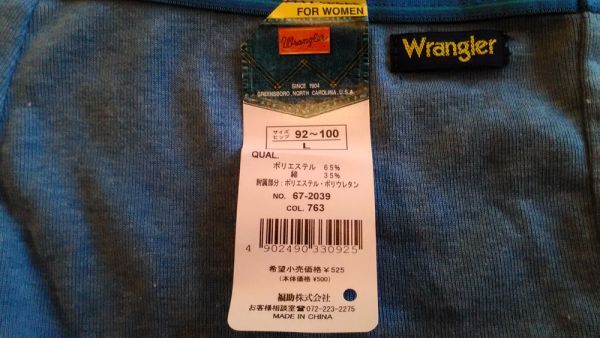 FOR WOMEN
Wrangler
Wrangler
SINCE 1904
GREENSBORO, NORTH CAROLINA, U.S.A.
サイズ
ヒップ 92～100
L
QUAL.
ポリエステル 65%
綿 35%
附属部分：ポリエステル・ポリウレタン
NO. 67-2039
COL. 763
4 902490 330925
希望小売価格 ¥525
(本体価格 ¥500)
福助株式会社
お客様相談室☎072-223-2275
MADE IN CHINA